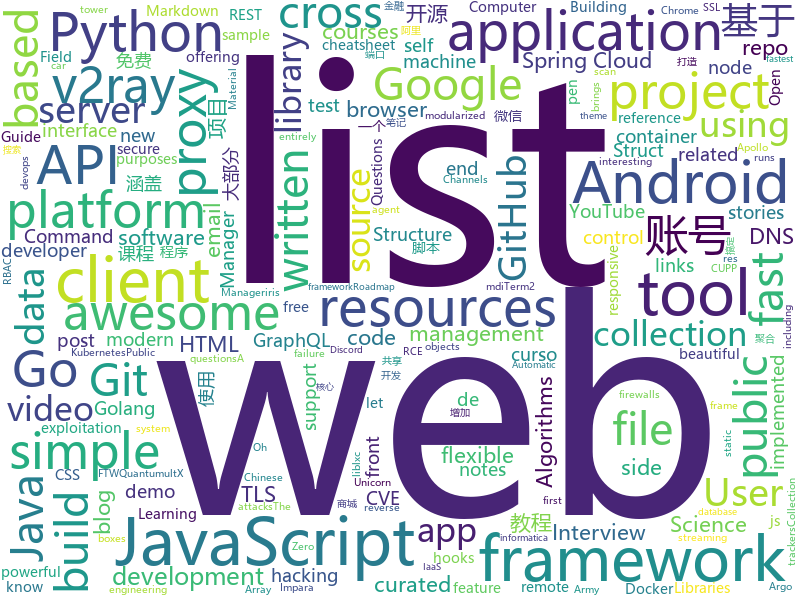 list
web
JavaScript
framework
application
Android
Python
v2ray
server
API
platform
client
awesome
Go
Git
video
simple
Java
build
app
resources
tool
project
Google
GitHub
written
source
proxy
library
cross
based
data
using
fast
file
public
User
collection
账号
基于
开源
Markdown
REST
sample
offering
免费
Field
Guide
interface
new
secure
purposes
devops
搜索
项目
大部分
涵盖
Command
software
developer
课程
程序
email
Manager
RBAC
post
modern
HTML
free
Manageriris
KubernetesPublic
Golang
使用
exploitation
side
CSS
FTWQuantumultX
demo
blog
Learning
powerful
know
development
engineering
courses
cheatsheet
self
machine
test
browser
pen
entirely
一个
笔记
微信
Questions
Structure
脚本
Channels
agent
GraphQL
code
support
let
frameworkRoadmap
questionsA
attacksThe
Discord
failure
Automatic
共享
开发
增加
核心
system
Array
Oh
Chinese
商城
hacking
Zero
Impara
boxes
Unicorn
curated
IaaS
feature
reverse
liblxc
first
hooks
remote
Army
Docker
database
streaming
Libraries
informatica
front
flexible
notes
de
RCE
objects
CVE
TLS
教程
Interview
Science
js
including
static
frame
implemented
trackersCollection
Argo
Algorithms
curso
management
mdiTerm2
responsive
beautiful
聚合
CUPP
res
control
links
YouTube
stories
DNS
Struct
related
container
reference
scan
theme
runs
Apollo
brings
interesting
fastest
modularized
firewalls
Spring Cloud
node
repo
Open
打造
端口
阿里
金融
Computer
Building
Chrome
SSL
tower
car
Material
end